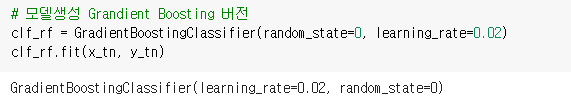 # 모델생성 Grandient Boosting 버전
clf_rf = GradientBoostingClassifier(random_state=0, learning_rate=0.02)
clf_rf.fit(x_tn, y_tn)
GradientBoostingClassifier(learning_rate=0.02, random_state=0)